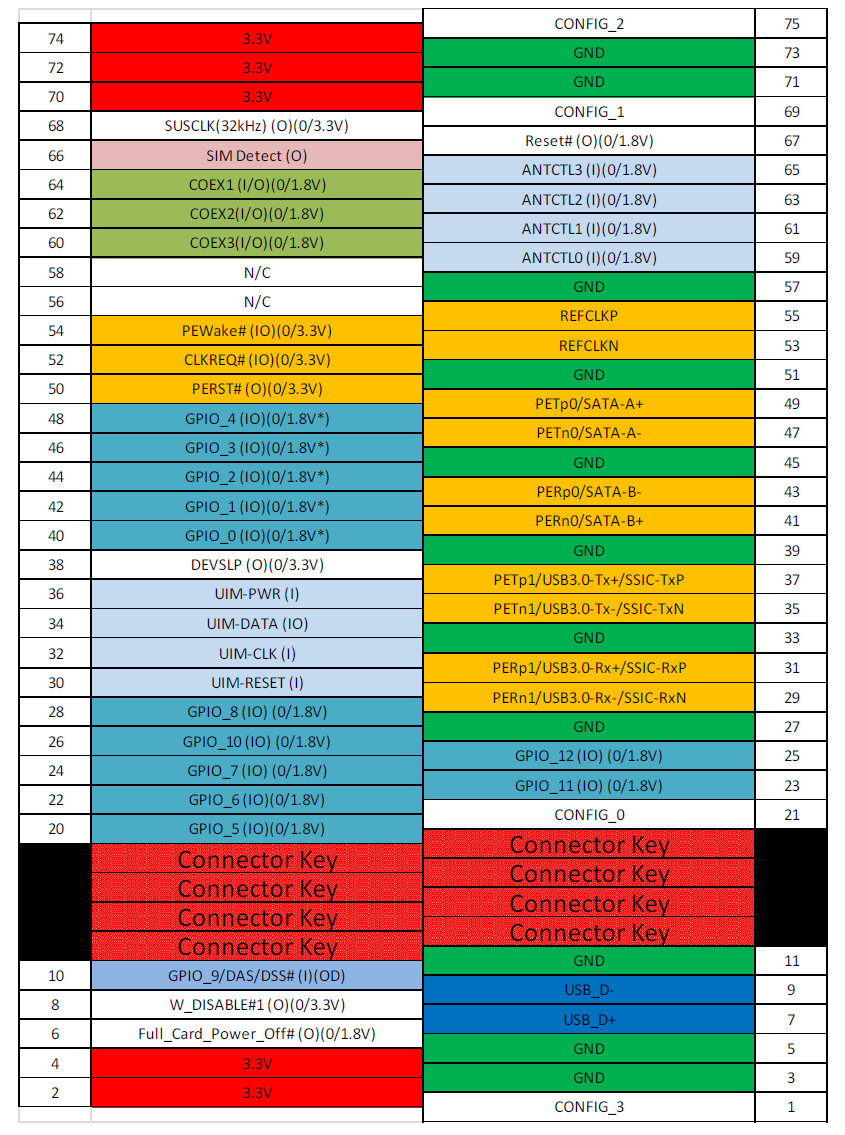 CONFIG_2 75
74 3.3V
GND 73
72 3.3V
GND 71
70 3.3V
CONFIG_1 69
68 SUSCLK(32kHz) (O)(0/3.3V)
Reset# (O)(0/1.8V) 67
66 SIM Detect (O)
ANTCTL3 (I)(0/1.8V) 65
64 COEX1 (I/O)(0/1.8V)
ANTCTL2 (I)(0/1.8V) 63
62 COEX2(I/O)(0/1.8V)
ANTCTL1 (I)(0/1.8V) 61
60 COEX3(I/O)(0/1.8V)
ANTCTL0 (I)(0/1.8V) 59
58 N/C
GND 57
56 N/C
REFCLKP 55
54 PEWake# (IO)(0/3.3V)
REFCLKN 53
52 CLKREQ# (IO)(0/3.3V)
GND 51
50 PERST# (O)(0/3.3V)
PETp0/SATA-A+ 49
48 GPIO_4 (IO)(0/1.8V*)
PETn0/SATA-A- 47
46 GPIO_3 (IO)(0/1.8V*)
GND 45
44 GPIO_2 (IO)(0/1.8V*)
PERp0/SATA-B- 43
42 GPIO_1 (IO)(0/1.8V*)
PERn0/SATA-B+ 41
40 GPIO_0 (IO)(0/1.8V*)
GND 39
38 DEVSLP (O)(0/3.3V)
PETp1/USB3.0-Tx+/SSIC-TxP 37
36 UIM-PWR (I)
PETn1/USB3.0-Tx-/SSIC-TxN 35
34 UIM-DATA (IO)
GND 33
32 UIM-CLK (I)
PERp1/USB3.0-Rx+/SSIC-RxP 31
30 UIM-RESET (I)
PERn1/USB3.0-Rx-/SSIC-RxN 29
28 GPIO_8 (IO) (0/1.8V)
GND 27
26 GPIO_10 (IO) (0/1.8V)
GPIO_12 (IO) (0/1.8V) 25
24 GPIO_7 (IO) (0/1.8V)
GPIO_11 (IO) (0/1.8V) 23
22 GPIO_6 (IO)(0/1.8V)
CONFIG_0 21
20 GPIO_5 (IO)(0/1.8V)
Connector Key
Connector Key
Connector Key
Connector Key
Connector Key
Connector Key
Connector Key
Connector Key
GND 11
10 GPIO_9/DAS/DSS# (I)(OD)
USB_D- 9
8 W_DISABLE#1 (O)(0/3.3V)
USB_D+ 7
6 Full_Card_Power_Off# (O)(0/1.8V)
GND 5
4 3.3V
GND 3
2 3.3V
CONFIG_3 1